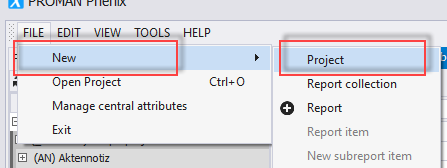 PROMAN Phenix
FILE EDIT VIEW TOOLS HELP
New
Open Project Ctrl+O
Manage central attributes
Exit
Project
Report collection
Report
Report item
New subreport item
(AN) Aktennotiz